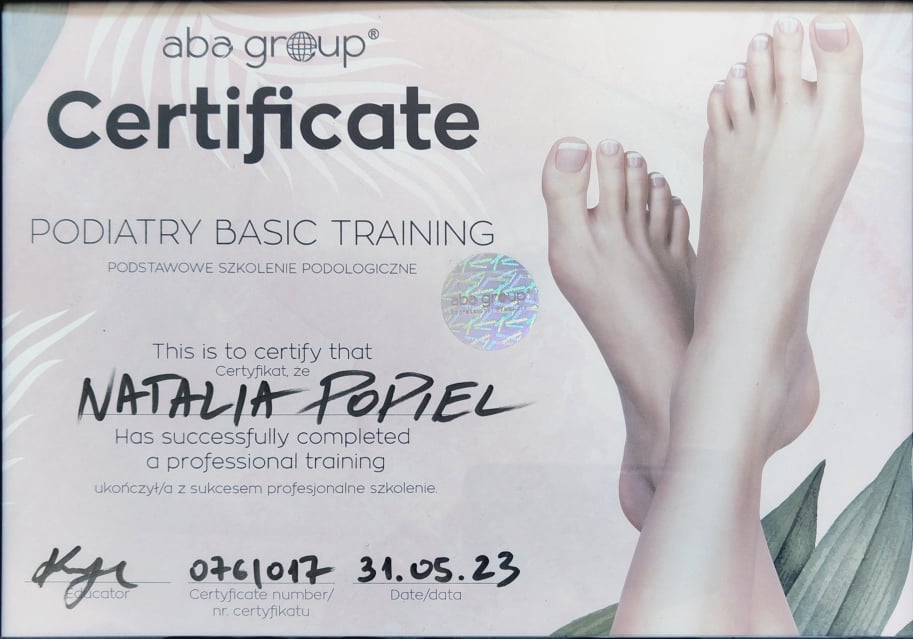 aba group®
Certificate
PODIATRY BASIC TRAINING
PODSTAWOWE SZKOLENIE PODOLOGICZNE
aba group®
This is to certify that
Certyfikat, że
NATALIA POPIEL
Has successfully completed
a professional training
ukończył/a z sukcesem profesjonalne szkolenie.
076/017 31.05.23
Educator Certyficate number/ Date/data
nr. certyfikatu